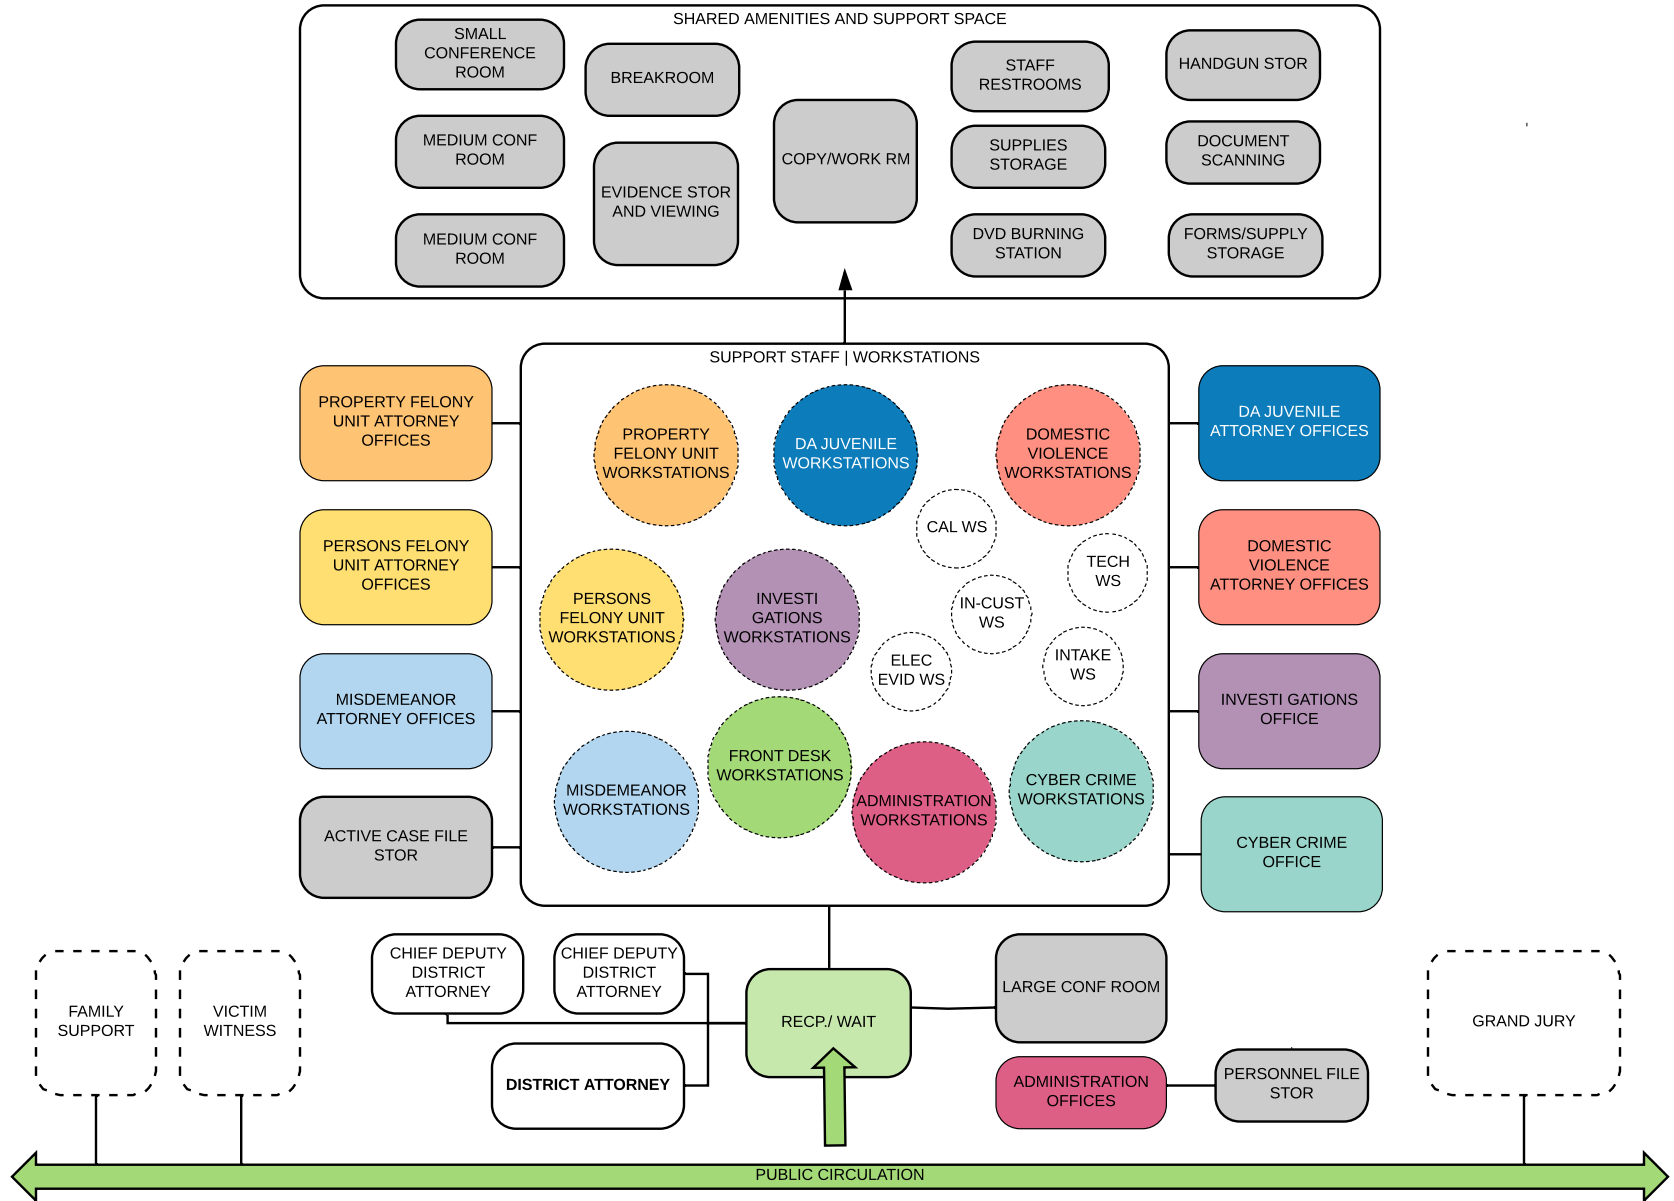 SHARED AMENITIES AND SUPPORT SPACE
SMALL
CONFERENCE
ROOM
BREAKROOM
STAFF
RESTROOMS
HANDGUN STOR
MEDIUM CONF
ROOM
EVIDENCE STOR
AND VIEWING
COPY/WORK RM
SUPPLIES
STORAGE
DOCUMENT
SCANNING
MEDIUM CONF
ROOM
DVD BURNING
STATION
FORMS/SUPPLY
STORAGE
SUPPORT STAFF | WORKSTATIONS
PROPERTY FELONY
UNIT ATTORNEY
OFFICES
PROPERTY
FELONY UNIT
WORKSTATIONS
DA JUVENILE
WORKSTATIONS
DOMESTIC
VIOLENCE
WORKSTATIONS
DA JUVENILE
ATTORNEY OFFICES
CAL WS
TECH
WS
PERSONS FELONY
UNIT ATTORNEY
OFFICES
PERSONS
FELONY UNIT
WORKSTATIONS
INVESTI
GATIONS
WORKSTATIONS
IN-CUST
WS
DOMESTIC
VIOLENCE
ATTORNEY OFFICES
ELEC
EVID WS
INTAKE
WS
MISDEMEANOR
ATTORNEY OFFICES
INVESTI GATIONS
OFFICE
MISDEMEANOR
WORKSTATIONS
FRONT DESK
WORKSTATIONS
ADMINISTRATION
WORKSTATIONS
CYBER CRIME
WORKSTATIONS
ACTIVE CASE FILE
STOR
CYBER CRIME
OFFICE
FAMILY
SUPPORT
VICTIM
WITNESS
CHIEF DEPUTY
DISTRICT
ATTORNEY
CHIEF DEPUTY
DISTRICT
ATTORNEY
RECP./ WAIT
LARGE CONF ROOM
GRAND JURY
DISTRICT ATTORNEY
ADMINISTRATION
OFFICES
PERSONNEL FILE
STOR
PUBLIC CIRCULATION